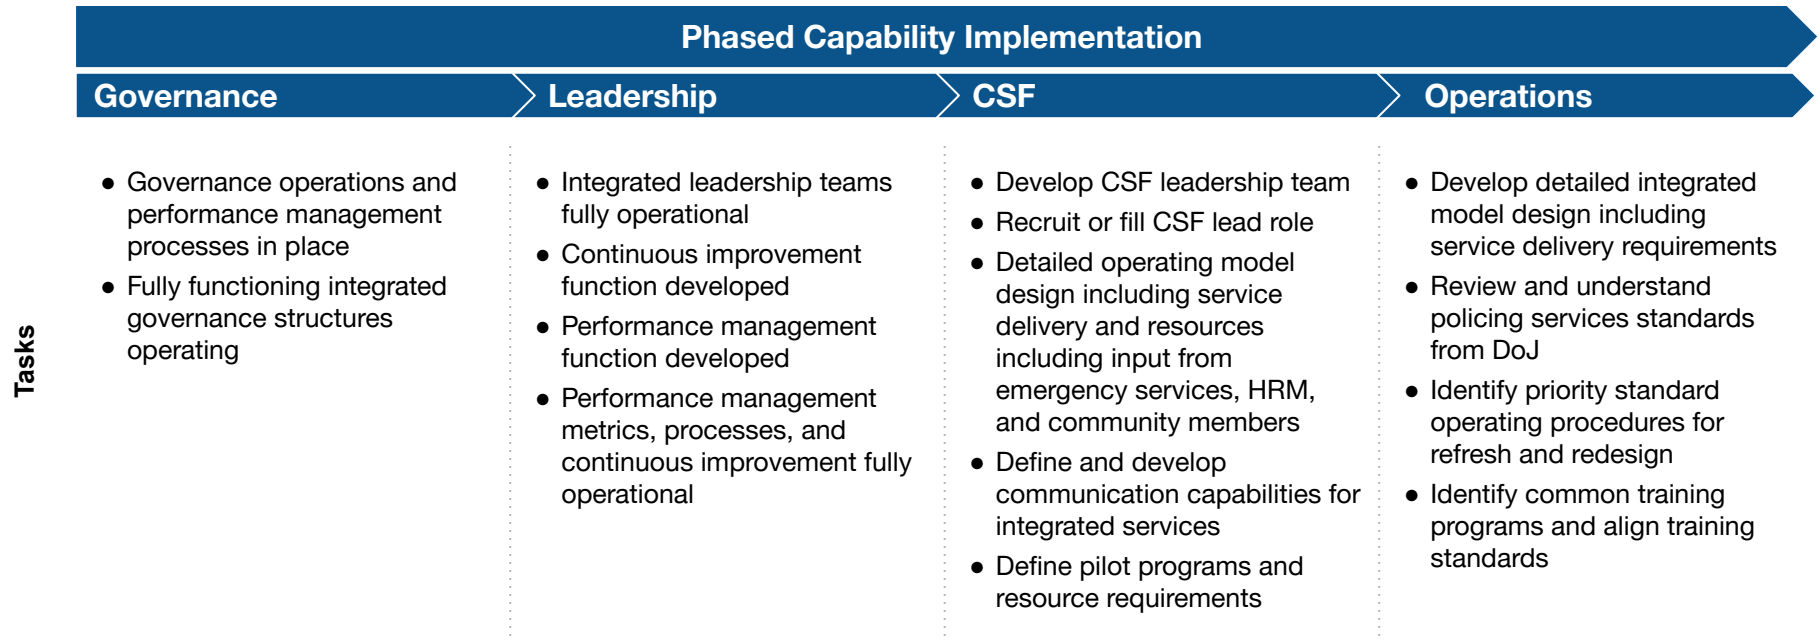 Phased Capability Implementation
Governance
Leadership
CSF
Operations
Tasks
● Governance operations and
performance management
processes in place
● Fully functioning integrated
governance structures
operating
● Integrated leadership teams
fully operational
● Continuous improvement
function developed
● Performance management
function developed
● Performance management
metrics, processes, and
continuous improvement fully
operational
● Develop CSF leadership team
● Recruit or fill CSF lead role
● Detailed operating model
design including service
delivery and resources
including input from
emergency services, HRM,
and community members
● Define and develop
communication capabilities for
integrated services
● Define pilot programs and
resource requirements
● Develop detailed integrated
model design including
service delivery requirements
● Review and understand
policing services standards
from DoJ
● Identify priority standard
operating procedures for
refresh and redesign
● Identify common training
programs and align training
standards